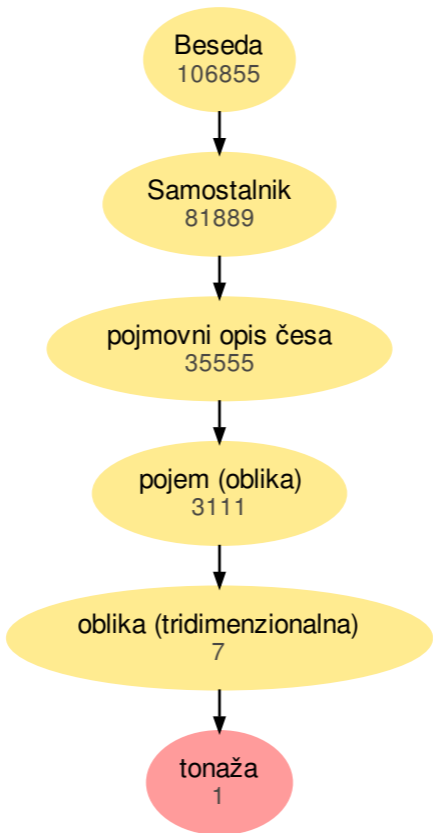 Beseda
106855
Samostalnik
81889
pojmovni opis česa
35555
pojem (oblika)
3111
oblika (tridimenzionalna)
7
tonaža
1